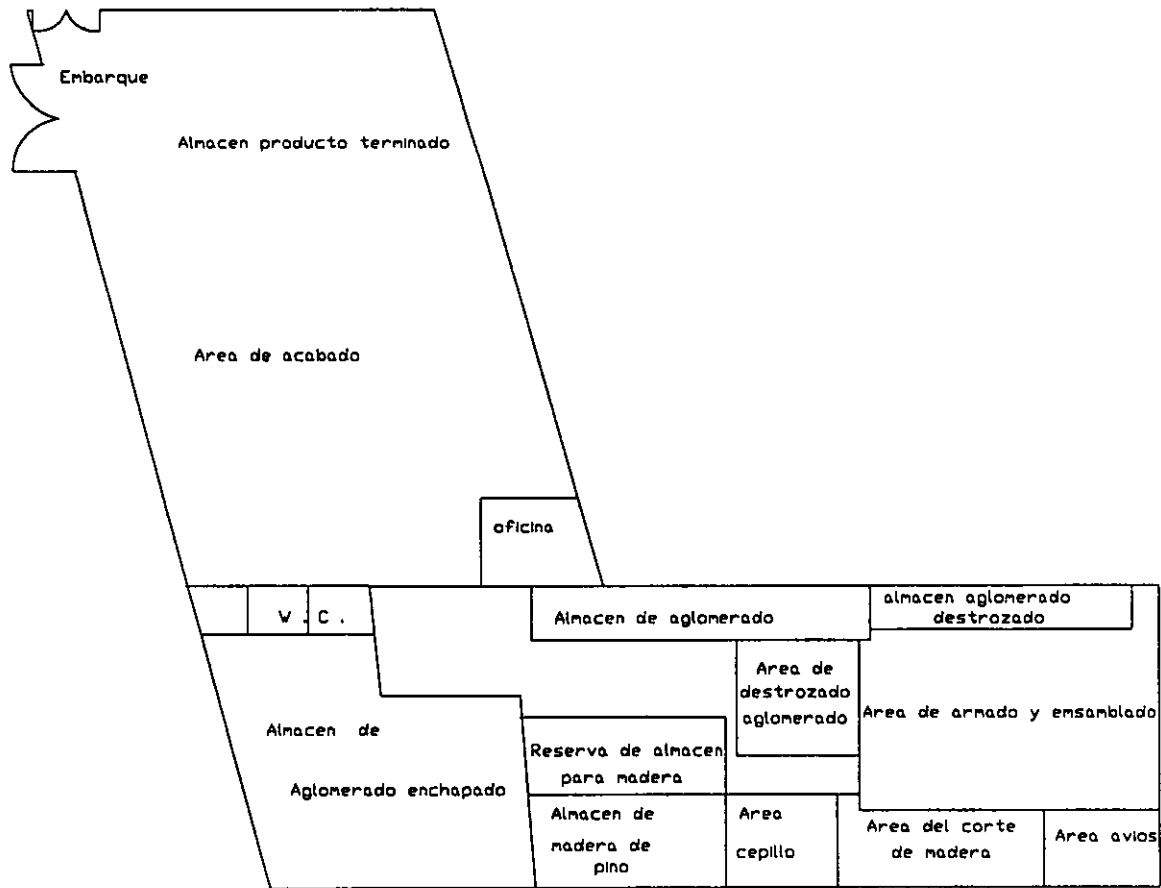 Embarque
Almacen producto terminado
Area de acabado
oficina
W.C.
Almacen de aglomerado
almacen aglomerado
destrozado
Area de
destrozado
aglomerado
Area de armado y emsamblado
Almacen de
Aglomerado enchapado
Reserva de almacen
para madera
Almacen de
madera de
pino
Area
cepillo
Area del corte
de madera
Area avios